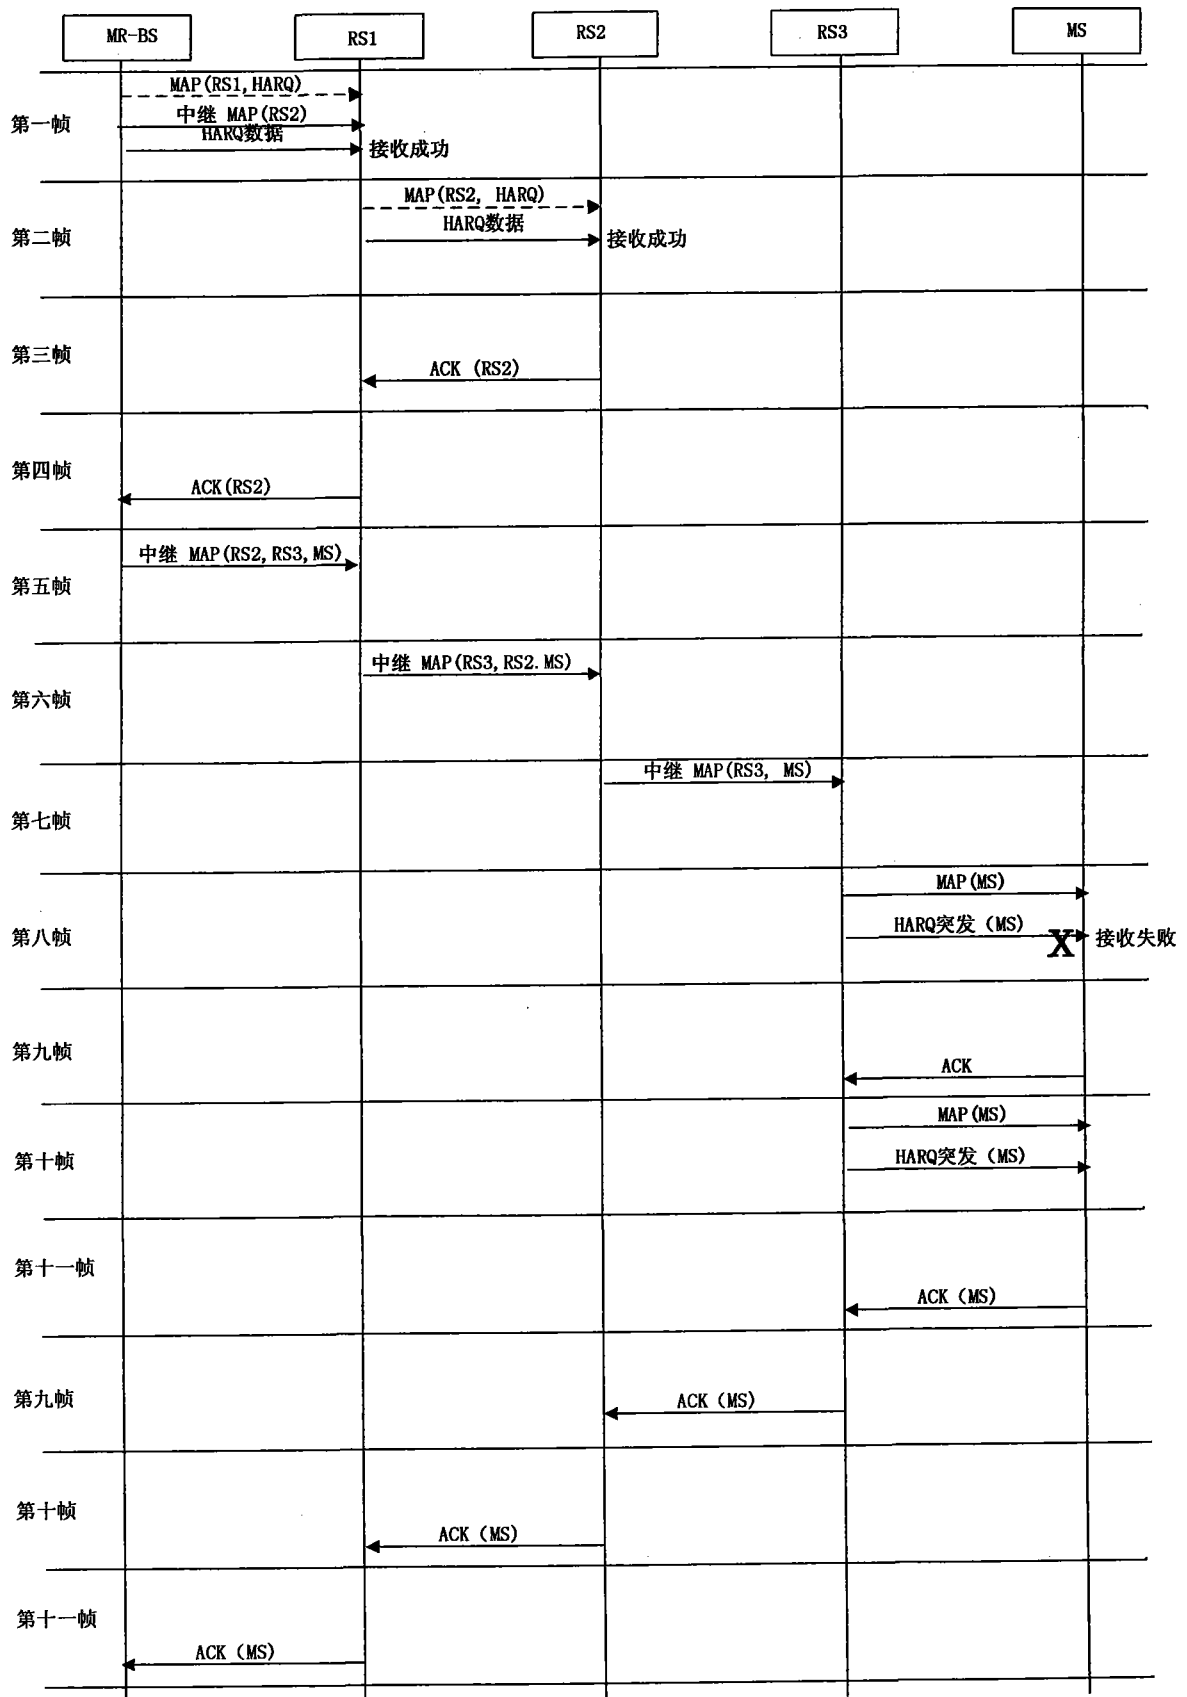 MR-BS
RS1
RS2
RS3
MS
第一帧
MAP(RS1,HARQ)
中继 MAP(RS2)
HARQ数据
接收成功
第二帧
MAP(RS2, HARQ)
HARQ数据
接收成功
第三帧
ACK (RS2)
第四帧
ACK(RS2)
第五帧
中继 MAP(RS2,RS3,MS)
第六帧
中继 MAP(RS3,RS2.MS)
第七帧
中继 MAP(RS3, MS)
第八帧
MAP(MS)
HARQ突发（MS)
X
接收失败
第九帧
ACK
第十帧
MAP(MS)
HARQ突发（MS)
第十一帧
ACK（MS)
第九帧
ACK（MS)
第十帧
ACK（MS)
第十一帧
ACK（MS)